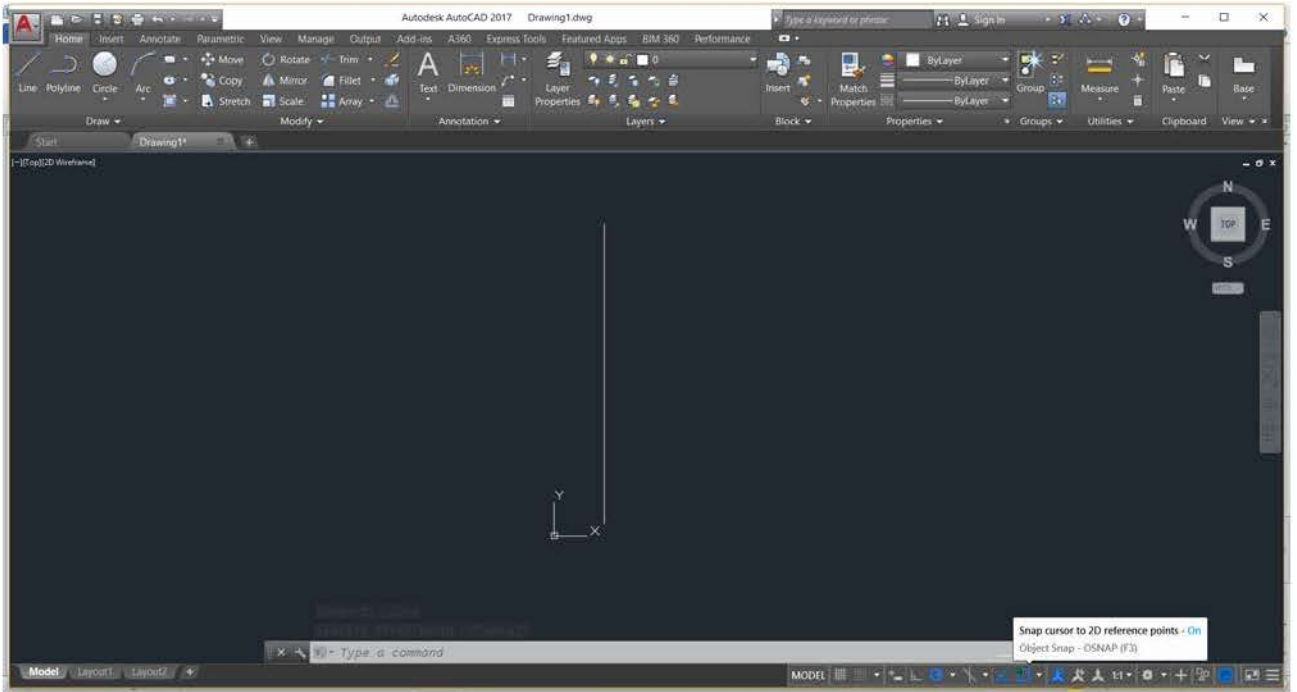 Autodesk AutoCAD 2017 Drawing1.dwg
Type a keyword or phrase
Sign In
Home Insert Annotate Parametric View Manage Output Add-ins A360 Express Tools Featured Apps BIM 360 Performance
Move Rotate Trim
Copy Mirror Fillet
Stretch Scale Array
Line Polyline Circle Arc
Text Dimension
Layer Properties
0
Insert
Match Properties
ByLayer
ByLayer
ByLayer
Group
Measure
Paste
Base
Draw Modify Annotation Layers Block Properties Groups Utilities Clipboard View
Start Drawing1*
[−][Top][2D Wireframe]
N
W TOP E
S
Y
X
Type a command
Snap cursor to 2D reference points - On
Object Snap - OSNAP (F3)
Model Layout1 Layout2 +
MODEL
1:1